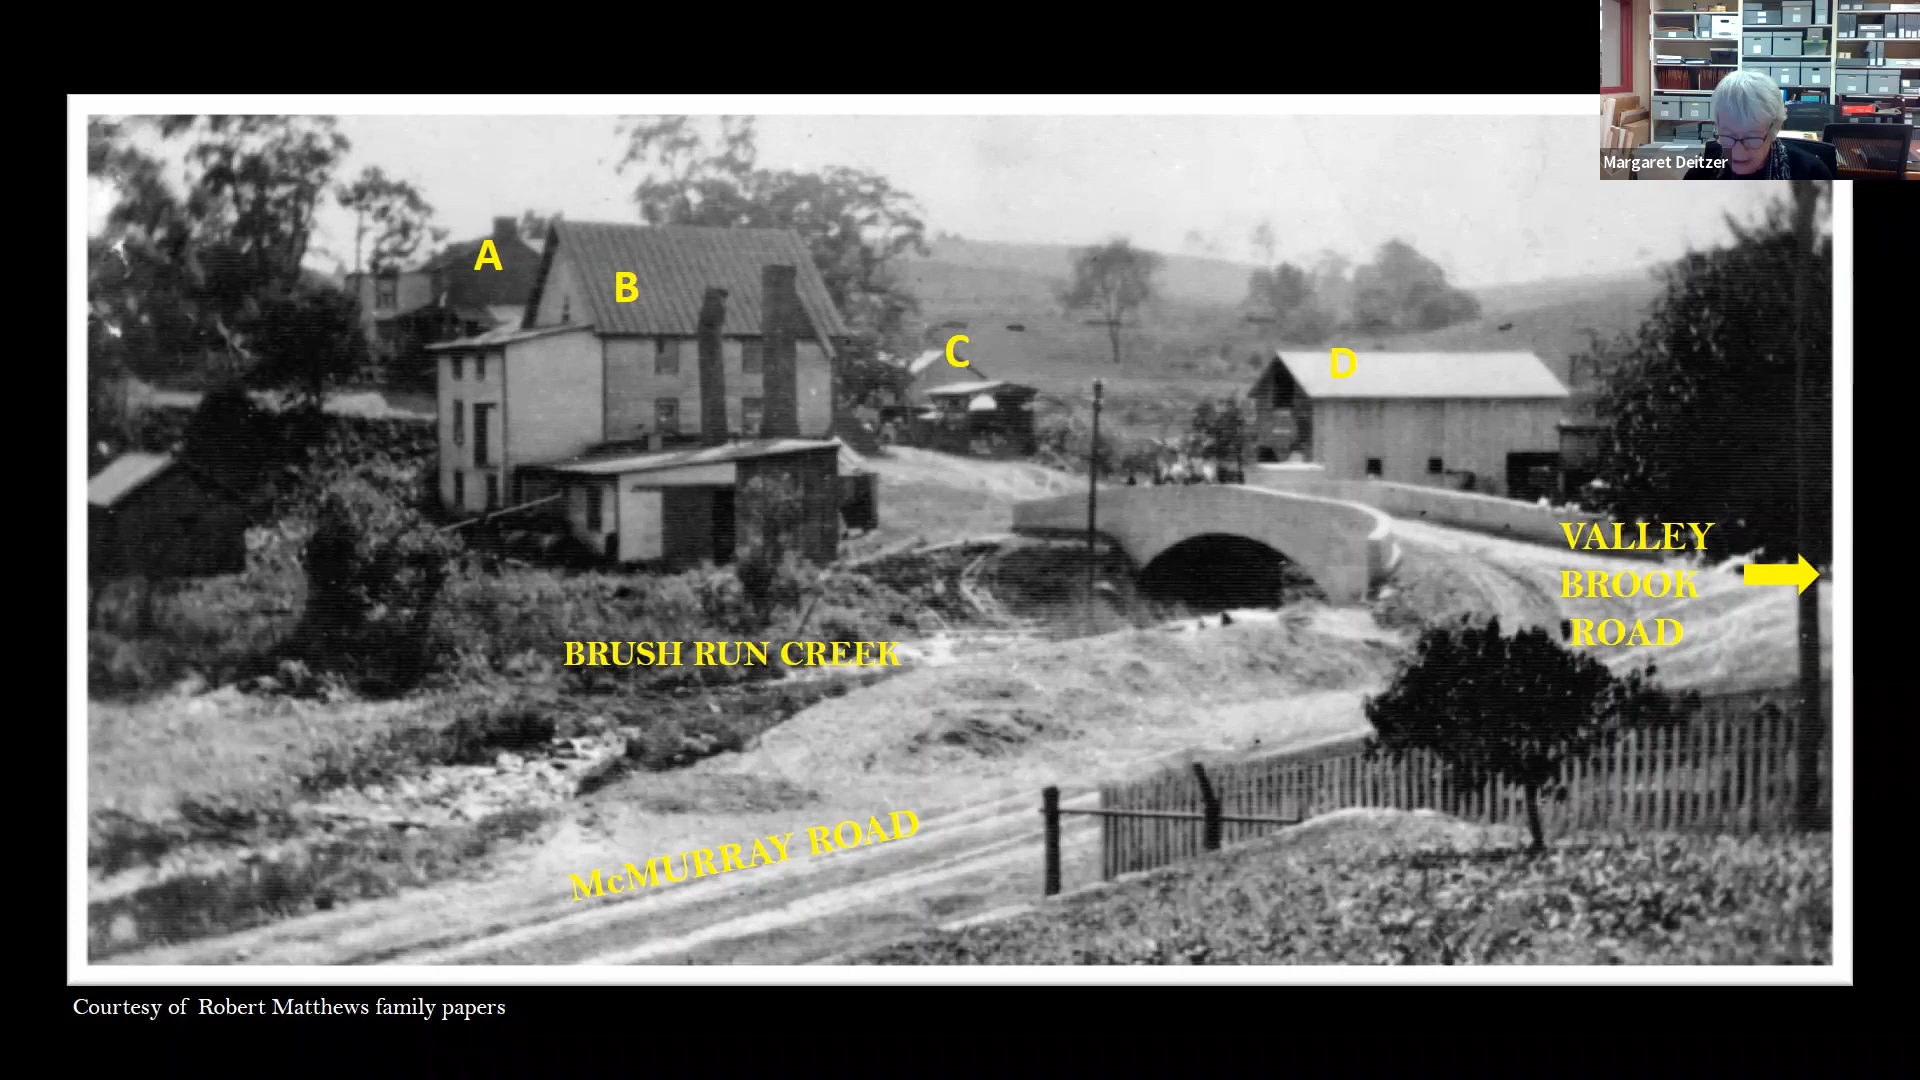 Margaret Deitzer
A
B
C
D
VALLEY
BROOK
ROAD
BRUSH RUN CREEK
McMURRAY ROAD
Courtesy of Robert Matthews family papers